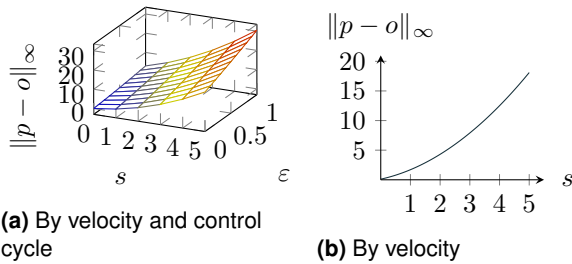 ‖p − o‖∞
30
20
10
0
0 1 2 3 4 5
0 0.5 1
s
ε
(a) By velocity and control
cycle
‖p − o‖∞
20
15
10
5
1 2 3 4 5
s
(b) By velocity